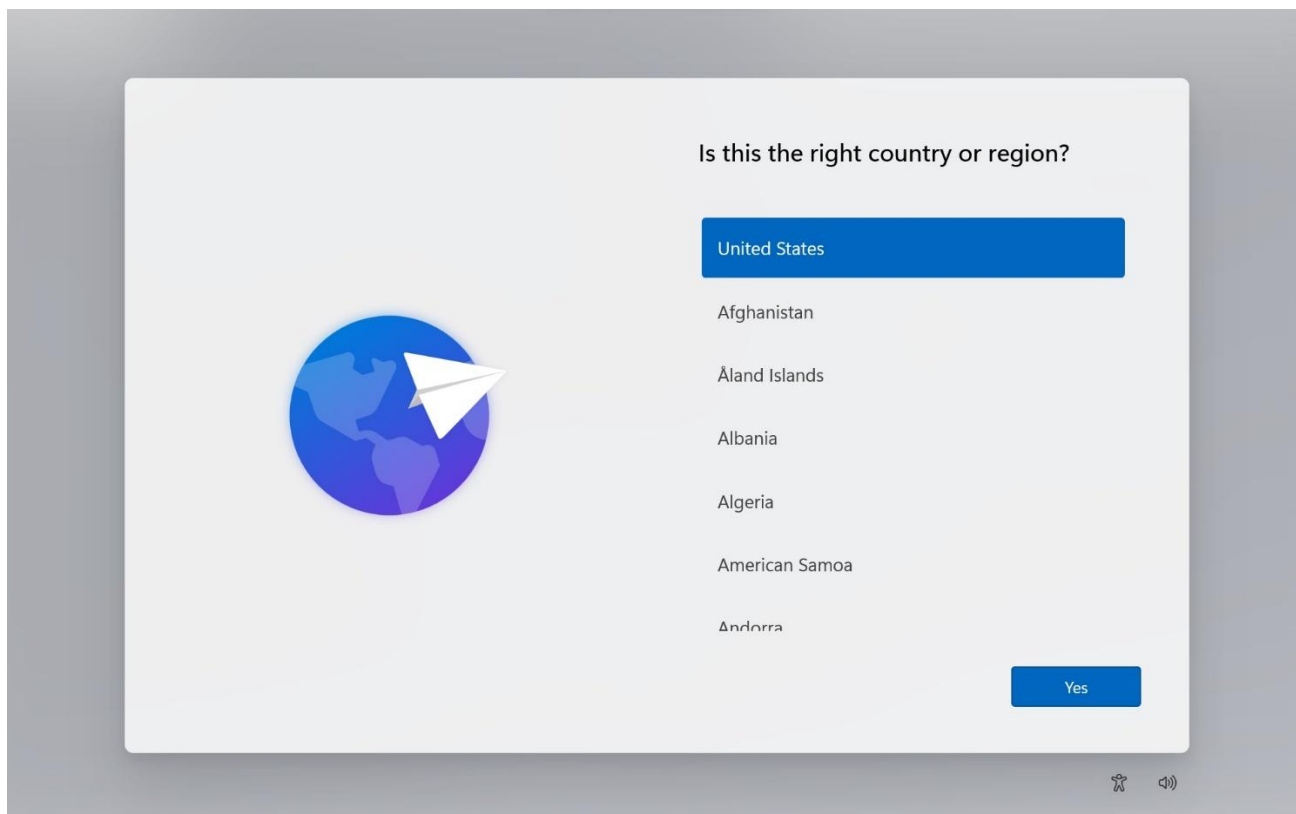 Is this the right country or region?
United States
Afghanistan
Åland Islands
Albania
Algeria
American Samoa
Andorra
Yes